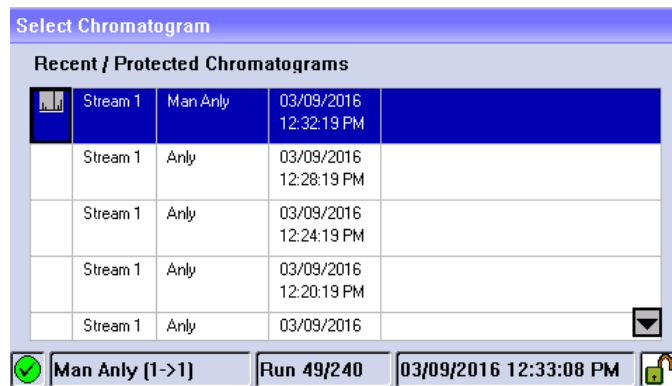 Select Chromatogram
Recent / Protected Chromatograms
Stream 1 Man Anly 03/09/2016
12:32:19 PM
Stream 1 Anly 03/09/2016
12:28:19 PM
Stream 1 Anly 03/09/2016
12:24:19 PM
Stream 1 Anly 03/09/2016
12:20:19 PM
Stream 1 Anly 03/09/2016
Man Anly (1->1) Run 49/240 03/09/2016 12:33:08 PM